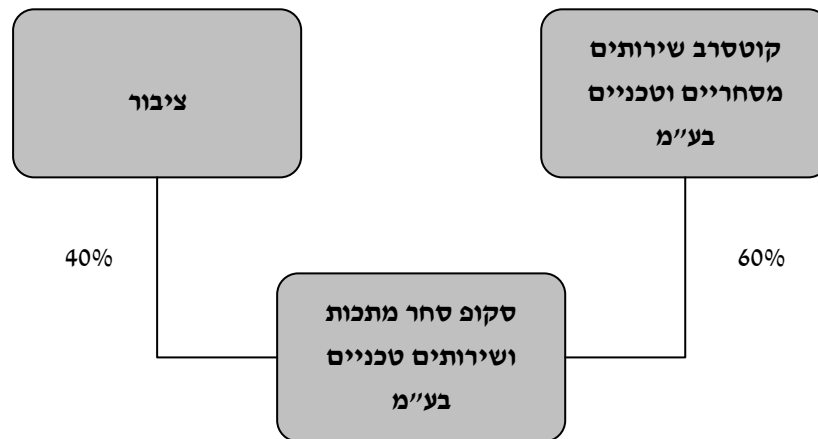 קוטסרב שירותים
מסחריים וטכניים
בע״מ
ציבור
60%
40%
סקופ סחר מתכות
ושירותים טכניים
בע״מ